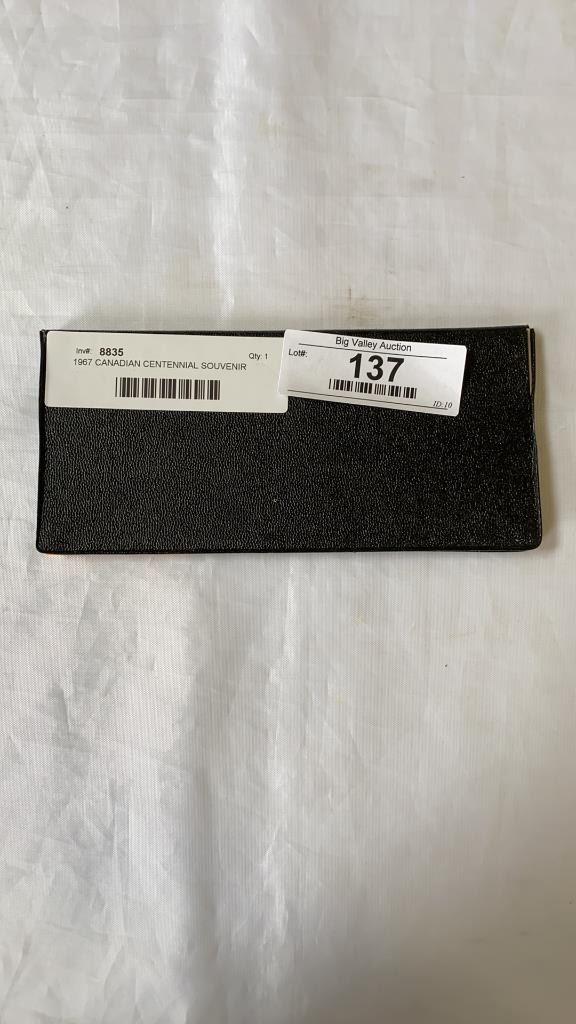 Inv#: 8835
Qty: 1
1967 CANADIAN CENTENNIAL SOUVENIR
Big Valley Auction
Lot#: 137
ID:10